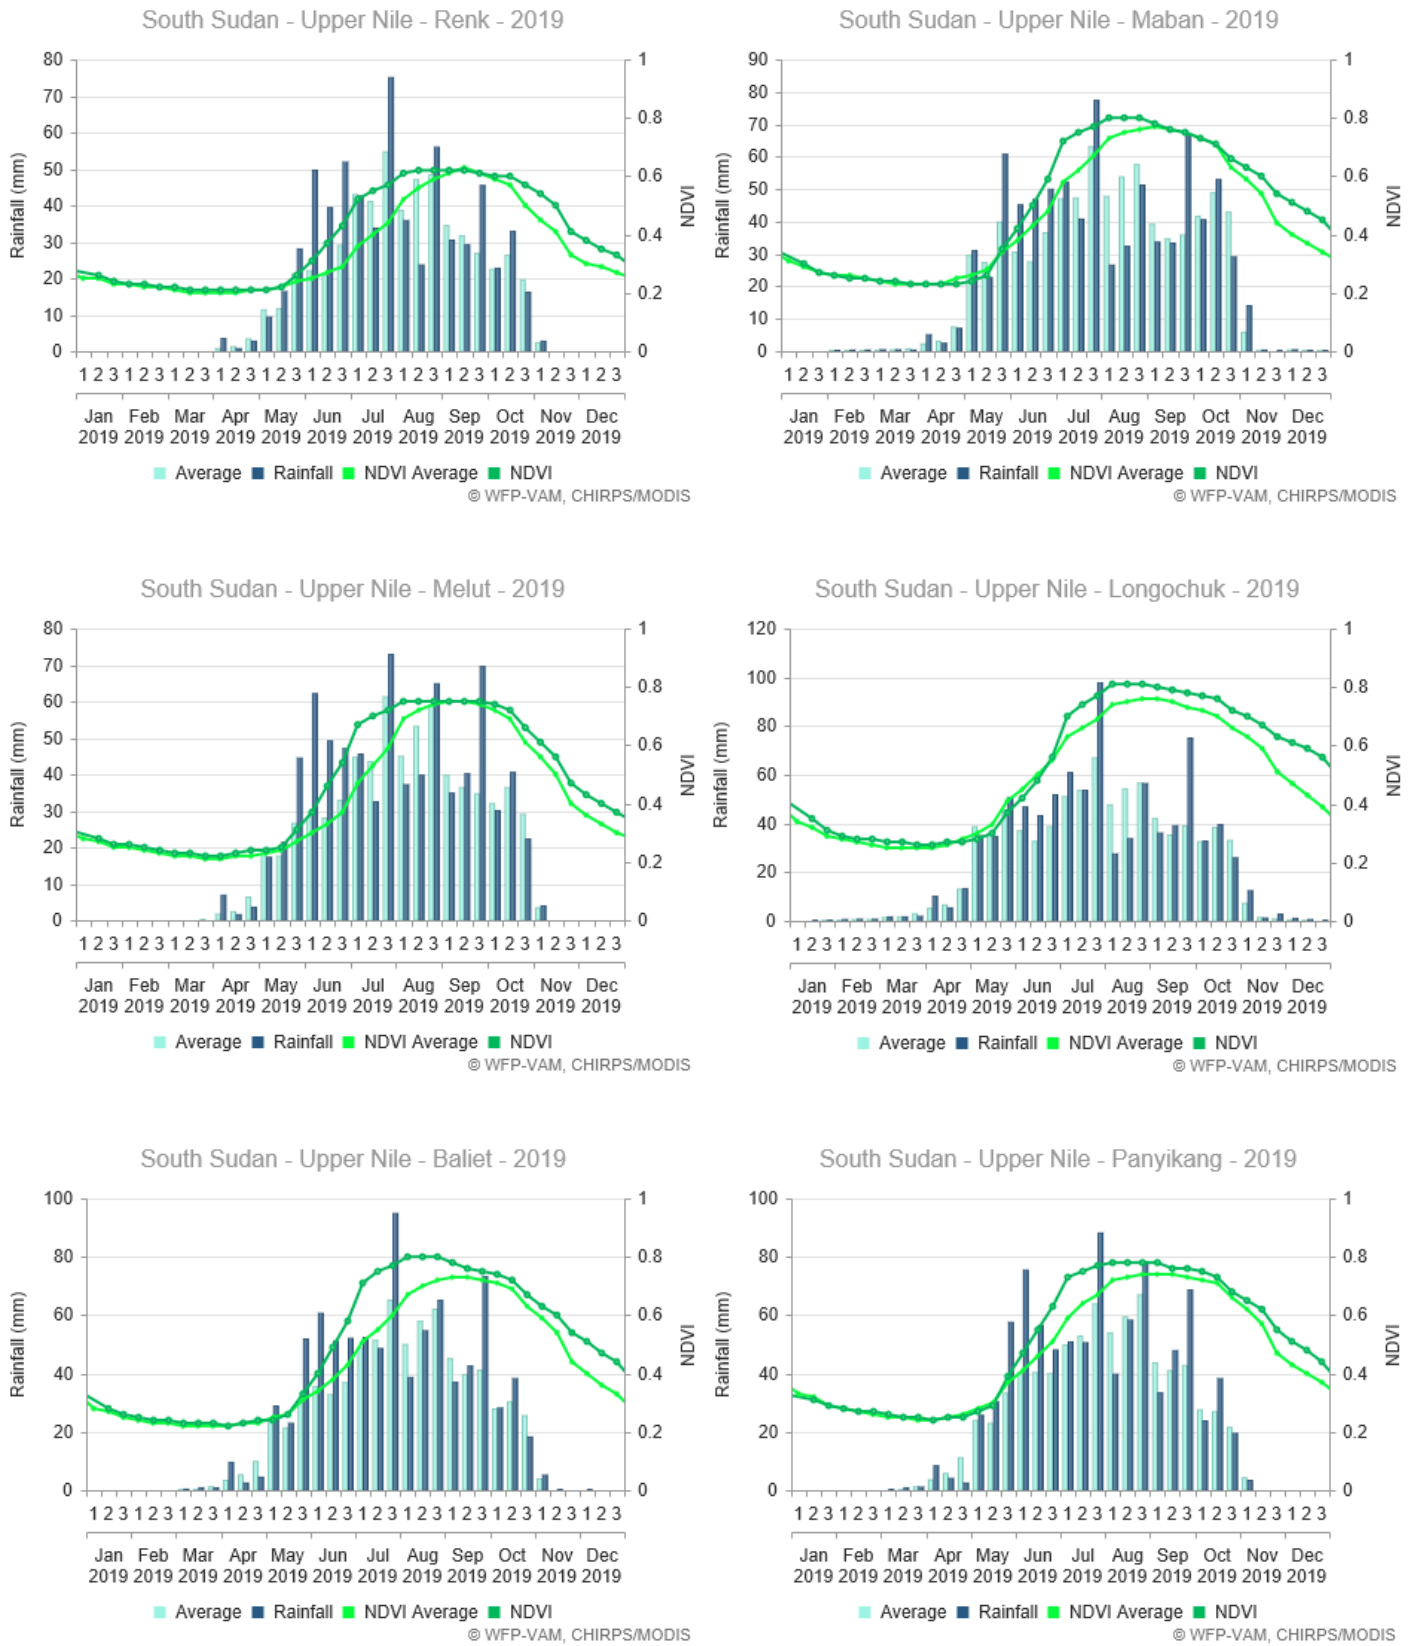 South Sudan - Upper Nile - Renk - 2019
80
70
60
50
40
30
20
10
0
Rainfall (mm)
1
0.8
0.6
0.4
0.2
0
NDVI
1 2 3 1 2 3 1 2 3 1 2 3 1 2 3 1 2 3 1 2 3 1 2 3 1 2 3 1 2 3 1 2 3 1 2 3
Jan Feb Mar Apr May Jun Jul Aug Sep Oct Nov Dec
2019 2019 2019 2019 2019 2019 2019 2019 2019 2019 2019 2019
Average Rainfall NDVI Average NDVI
© WFP-VAM, CHIRPS/MODIS
South Sudan - Upper Nile - Maban - 2019
90
80
70
60
50
40
30
20
10
0
Rainfall (mm)
1
0.8
0.6
0.4
0.2
0
NDVI
1 2 3 1 2 3 1 2 3 1 2 3 1 2 3 1 2 3 1 2 3 1 2 3 1 2 3 1 2 3 1 2 3 1 2 3
Jan Feb Mar Apr May Jun Jul Aug Sep Oct Nov Dec
2019 2019 2019 2019 2019 2019 2019 2019 2019 2019 2019 2019
Average Rainfall NDVI Average NDVI
© WFP-VAM, CHIRPS/MODIS
South Sudan - Upper Nile - Melut - 2019
80
70
60
50
40
30
20
10
0
Rainfall (mm)
1
0.8
0.6
0.4
0.2
0
NDVI
1 2 3 1 2 3 1 2 3 1 2 3 1 2 3 1 2 3 1 2 3 1 2 3 1 2 3 1 2 3 1 2 3 1 2 3
Jan Feb Mar Apr May Jun Jul Aug Sep Oct Nov Dec
2019 2019 2019 2019 2019 2019 2019 2019 2019 2019 2019 2019
Average Rainfall NDVI Average NDVI
© WFP-VAM, CHIRPS/MODIS
South Sudan - Upper Nile - Longochuk - 2019
120
100
80
60
40
20
0
Rainfall (mm)
1
0.8
0.6
0.4
0.2
0
NDVI
1 2 3 1 2 3 1 2 3 1 2 3 1 2 3 1 2 3 1 2 3 1 2 3 1 2 3 1 2 3 1 2 3 1 2 3
Jan Feb Mar Apr May Jun Jul Aug Sep Oct Nov Dec
2019 2019 2019 2019 2019 2019 2019 2019 2019 2019 2019 2019
Average Rainfall NDVI Average NDVI
© WFP-VAM, CHIRPS/MODIS
South Sudan - Upper Nile - Baliet - 2019
100
80
60
40
20
0
Rainfall (mm)
1
0.8
0.6
0.4
0.2
0
NDVI
1 2 3 1 2 3 1 2 3 1 2 3 1 2 3 1 2 3 1 2 3 1 2 3 1 2 3 1 2 3 1 2 3 1 2 3
Jan Feb Mar Apr May Jun Jul Aug Sep Oct Nov Dec
2019 2019 2019 2019 2019 2019 2019 2019 2019 2019 2019 2019
Average Rainfall NDVI Average NDVI
© WFP-VAM, CHIRPS/MODIS
South Sudan - Upper Nile - Panyikang - 2019
100
80
60
40
20
0
Rainfall (mm)
1
0.8
0.6
0.4
0.2
0
NDVI
1 2 3 1 2 3 1 2 3 1 2 3 1 2 3 1 2 3 1 2 3 1 2 3 1 2 3 1 2 3 1 2 3 1 2 3
Jan Feb Mar Apr May Jun Jul Aug Sep Oct Nov Dec
2019 2019 2019 2019 2019 2019 2019 2019 2019 2019 2019 2019
Average Rainfall NDVI Average NDVI
© WFP-VAM, CHIRPS/MODIS